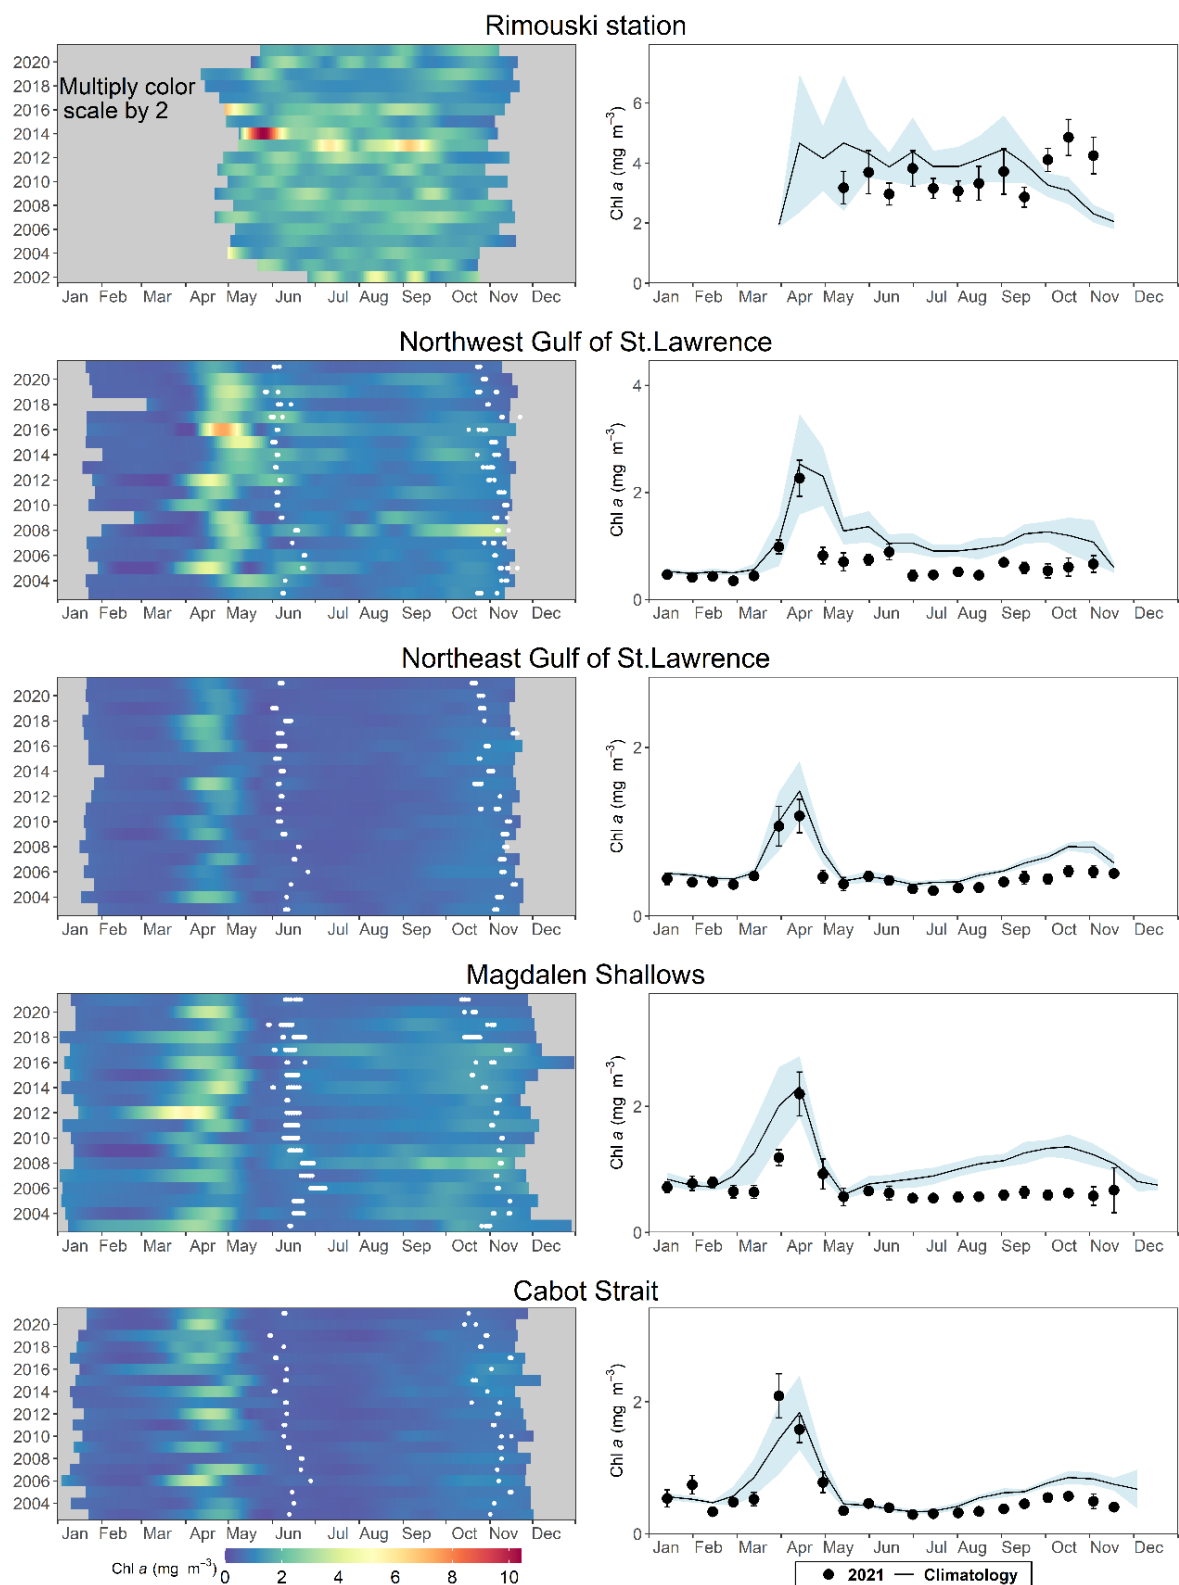 Rimouski station
2020
2018
2016
2014
2012
2010
2008
2006
2004
2002
Multiply color
scale by 2
Jan Feb Mar Apr May Jun Jul Aug Sep Oct Nov Dec
Chl a (mg m−3)
6
4
2
0
Jan Feb Mar Apr May Jun Jul Aug Sep Oct Nov Dec
Northwest Gulf of St.Lawrence
2020
2018
2016
2014
2012
2010
2008
2006
2004
Jan Feb Mar Apr May Jun Jul Aug Sep Oct Nov Dec
Chl a (mg m−3)
4
2
0
Jan Feb Mar Apr May Jun Jul Aug Sep Oct Nov Dec
Northeast Gulf of St.Lawrence
2020
2018
2016
2014
2012
2010
2008
2006
2004
Jan Feb Mar Apr May Jun Jul Aug Sep Oct Nov Dec
Chl a (mg m−3)
2
0
Jan Feb Mar Apr May Jun Jul Aug Sep Oct Nov Dec
Magdalen Shallows
2020
2018
2016
2014
2012
2010
2008
2006
2004
Jan Feb Mar Apr May Jun Jul Aug Sep Oct Nov Dec
Chl a (mg m−3)
2
0
Jan Feb Mar Apr May Jun Jul Aug Sep Oct Nov Dec
Cabot Strait
2020
2018
2016
2014
2012
2010
2008
2006
2004
Jan Feb Mar Apr May Jun Jul Aug Sep Oct Nov Dec
Chl a (mg m−3)
2
0
Jan Feb Mar Apr May Jun Jul Aug Sep Oct Nov Dec
Chl a (mg m−3) 0 2 4 6 8 10
2021 Climatology